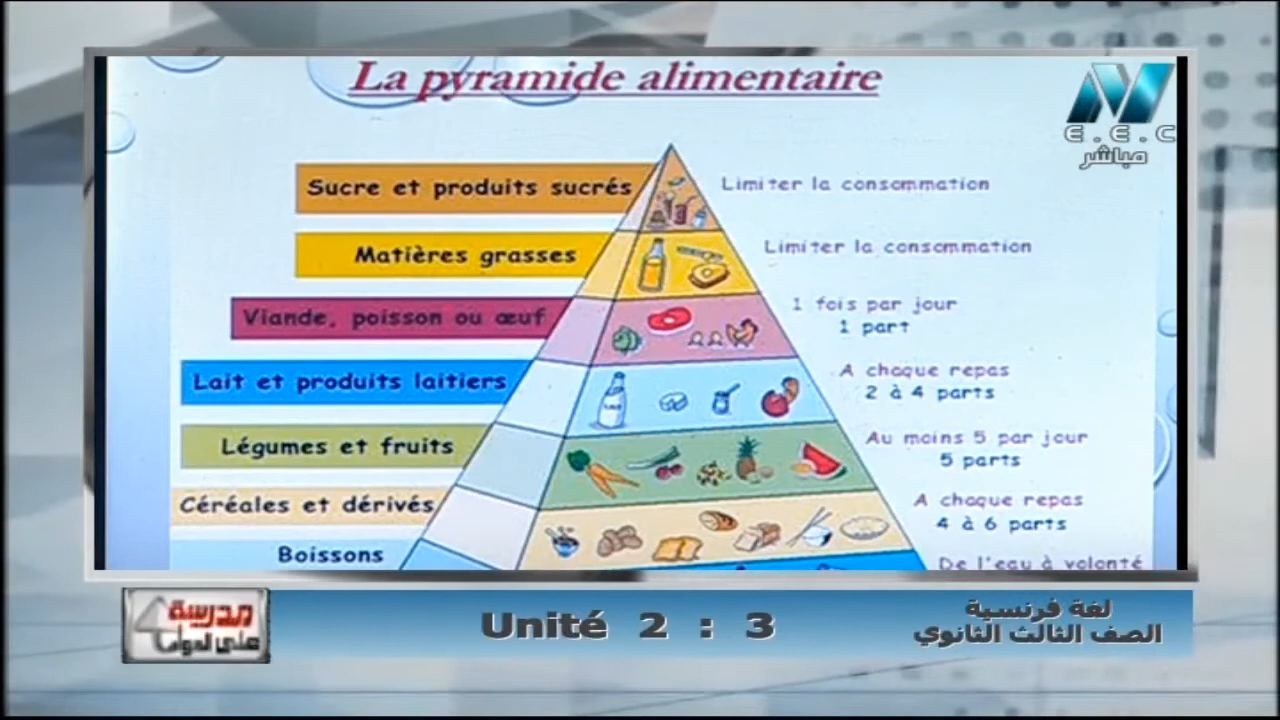 La pyramide alimentaire
E.E.C
مباشر
Sucre et produits sucrés
Limiter la consommation
Matières grasses
Limiter la consommation
Viande, poisson ou œuf
1 fois par jour
1 part
Lait et produits laitiers
A chaque repas
2 à 4 parts
Légumes et fruits
Au moins 5 par jour
5 parts
Céréales et dérivés
A chaque repas
4 à 6 parts
Boissons
De l'eau à volonté
مدرسة
على الهواء
Unité 2 : 3
لغة فرنسية
الصف الثالث الثانوي